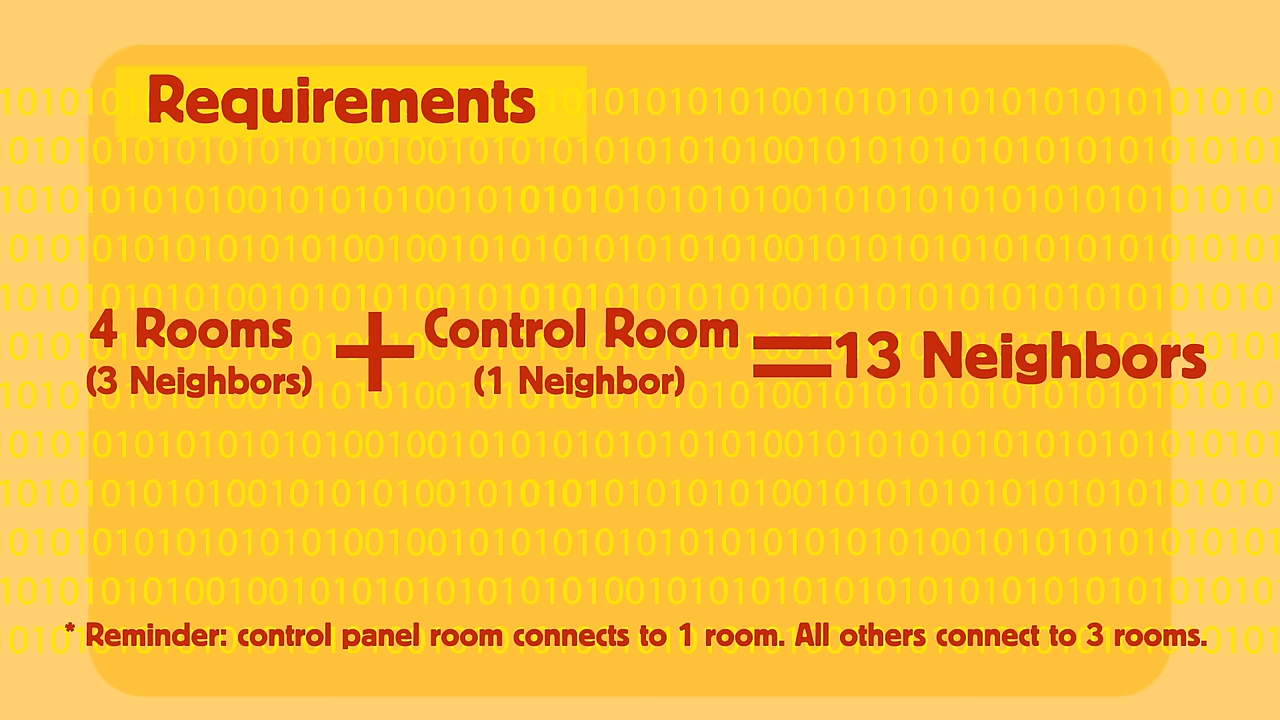 Requirements
4 Rooms + Control Room = 13 Neighbors
(3 Neighbors) (1 Neighbor)
* Reminder: control panel room connects to 1 room. All others connect to 3 rooms.